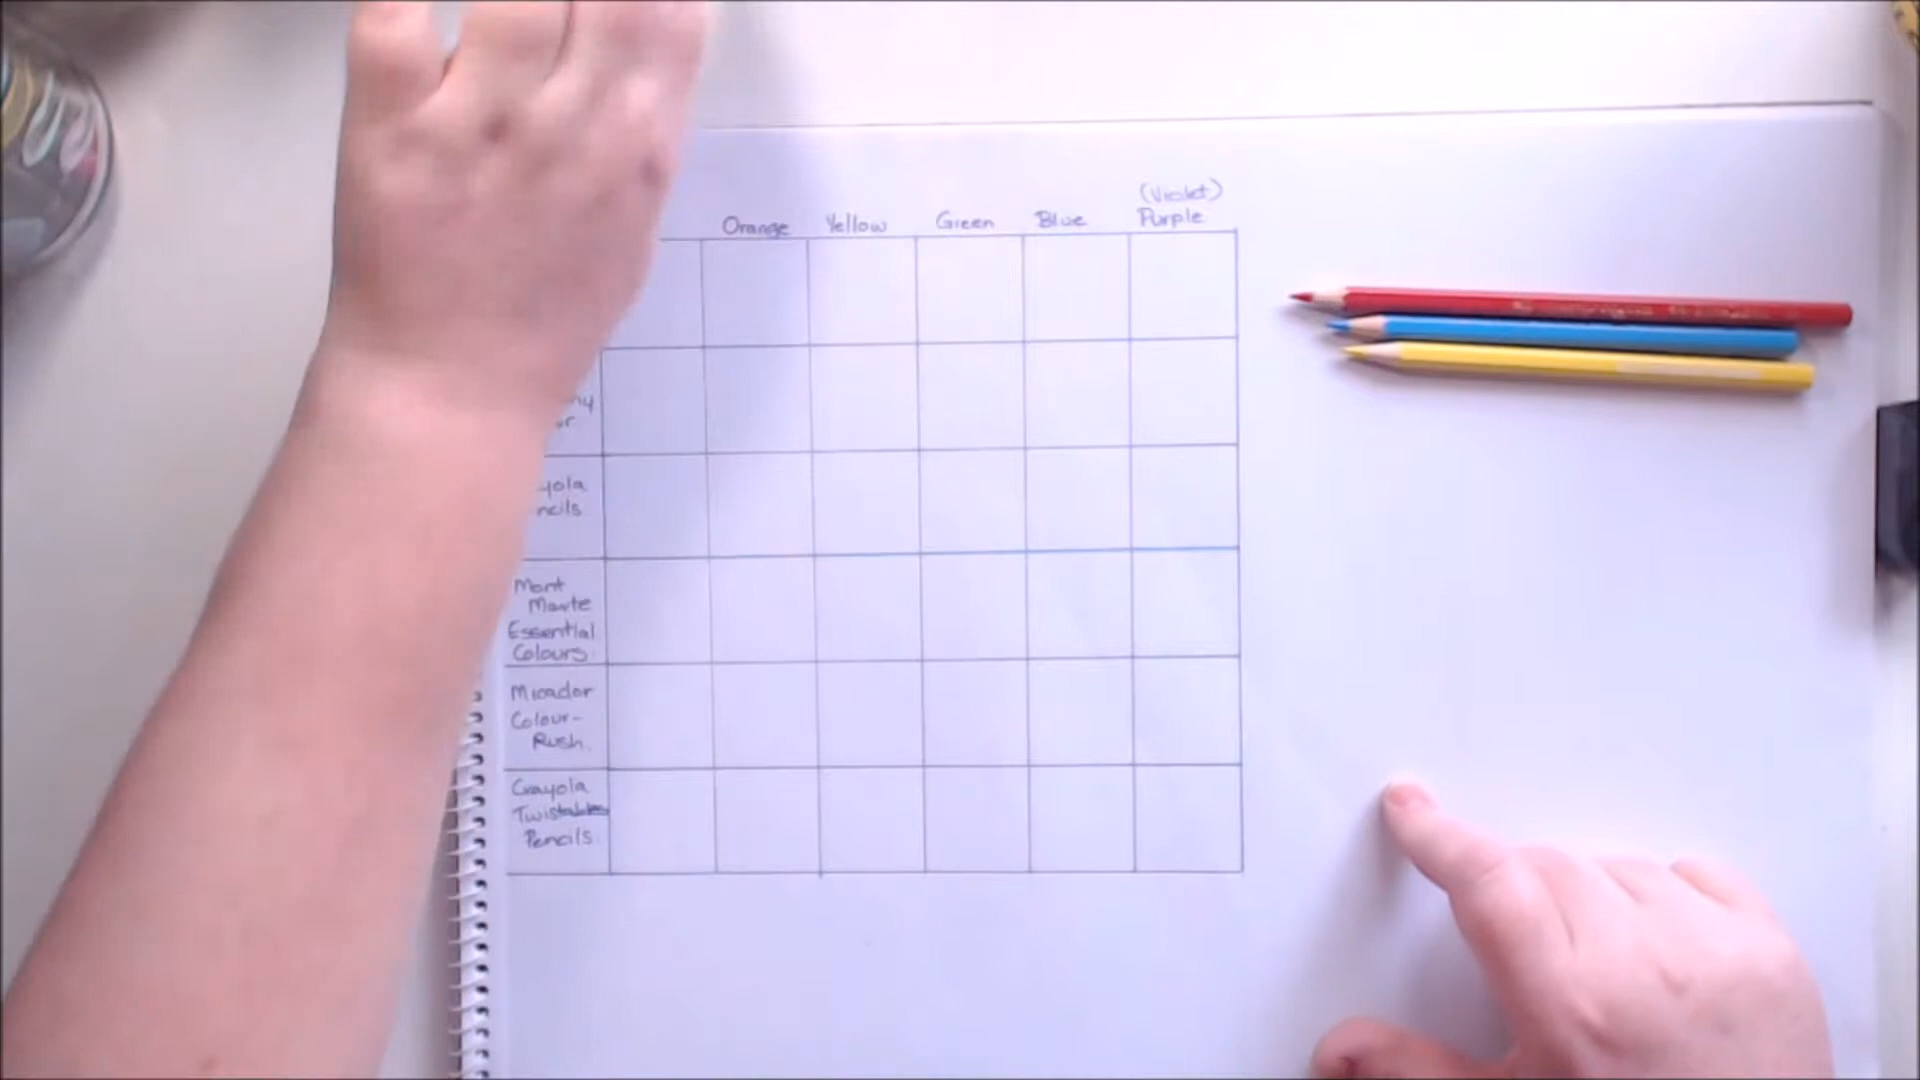 (Violet)
Orange Yellow Green Blue Purple
Mont
Marte
Essential
Colours
Micador
Colour-
Rush.
Crayola
Twistables
Pencils